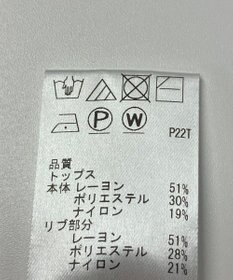 P W P22T
品質
トップス
本体 レーヨン 51%
ポリエステル 30%
ナイロン 19%
リブ部分
レーヨン 51%
ポリエステル 28%
ナイロン 21%